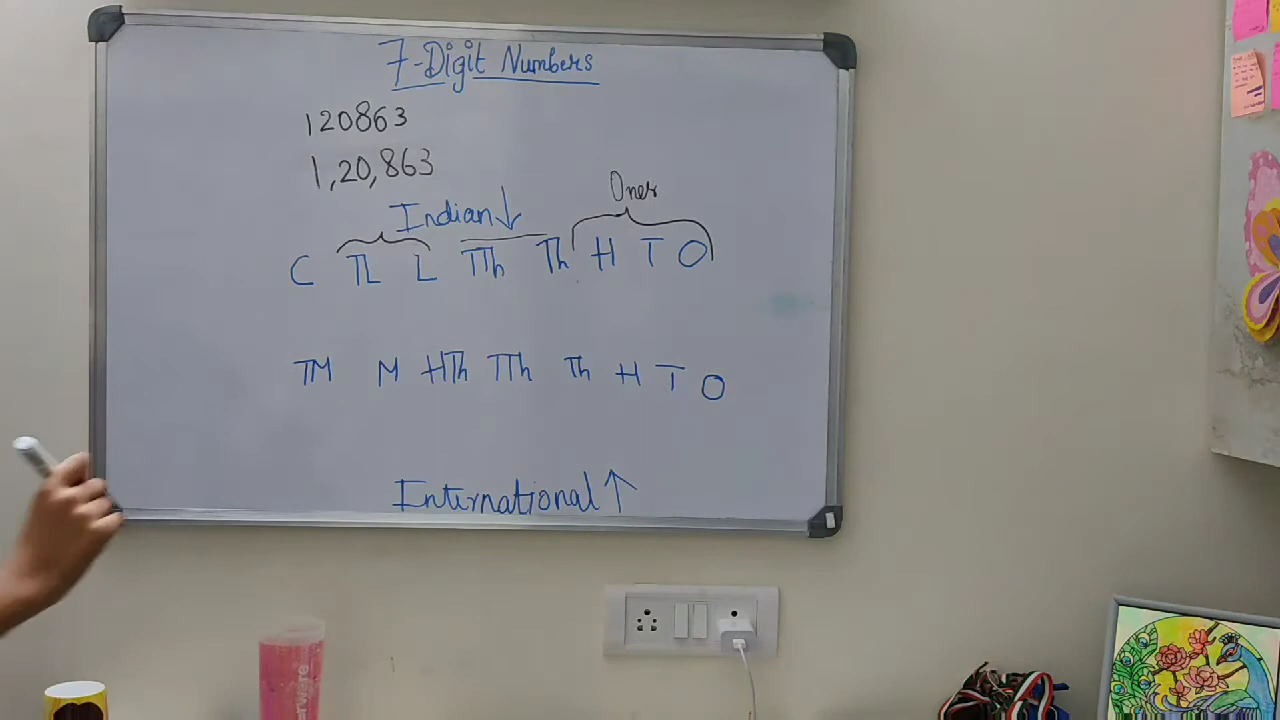 7-Digit Numbers
120863
1,20,863
Ones
Indian↓
C TL L TTh Th H T O
TM M HTh TTh Th H T O
International↑